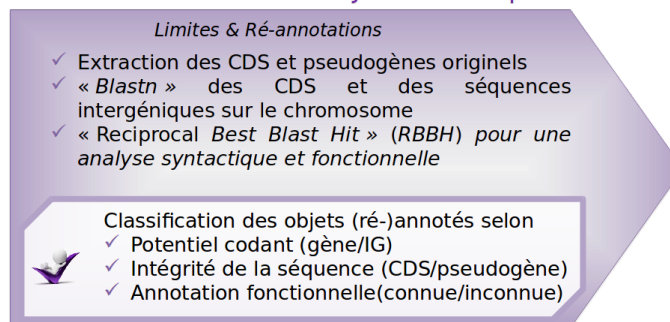 Limites & Ré-annotations
✓ Extraction des CDS et pseudogènes originels
✓ « Blastn » des CDS et des séquences
intergéniques sur le chromosome
✓ « Reciprocal Best Blast Hit » (RBBH) pour une
analyse syntactique et fonctionnelle
Classification des objets (ré-)annotés selon
✓ Potentiel codant (gène/IG)
✓ Intégrité de la séquence (CDS/pseudogène)
✓ Annotation fonctionnelle(connue/inconnue)